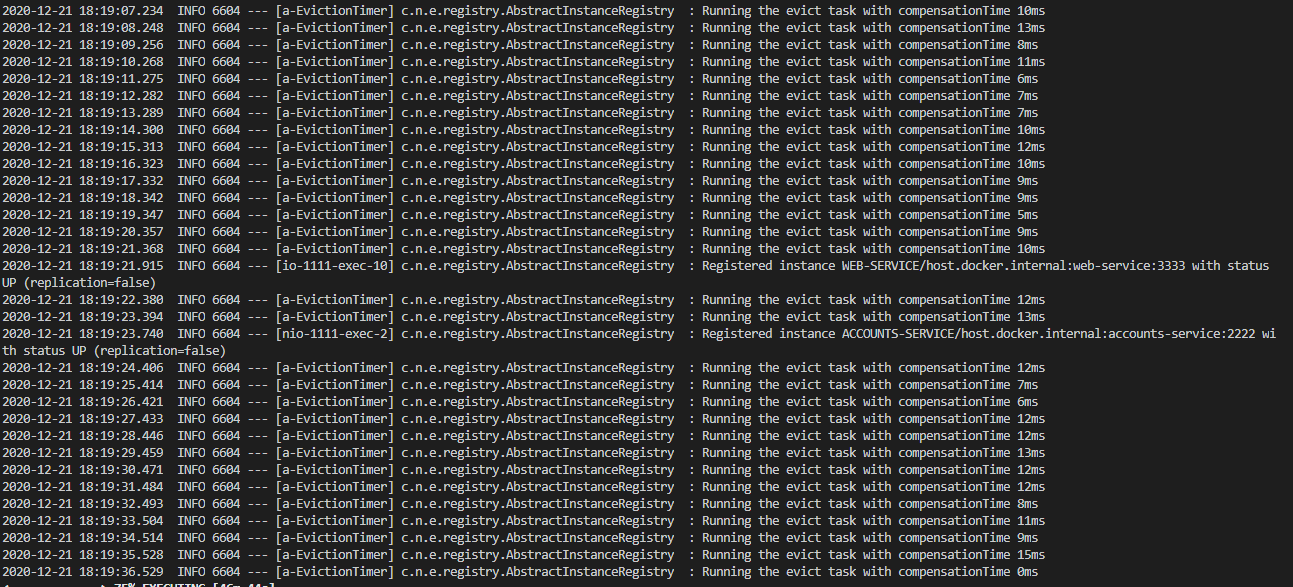 2020-12-21 18:19:07.234  INFO 6604 --- [a-EvictionTimer] c.n.e.registry.AbstractInstanceRegistry  : Running the evict task with compensationTime 10ms
2020-12-21 18:19:08.248  INFO 6604 --- [a-EvictionTimer] c.n.e.registry.AbstractInstanceRegistry  : Running the evict task with compensationTime 13ms
2020-12-21 18:19:09.256  INFO 6604 --- [a-EvictionTimer] c.n.e.registry.AbstractInstanceRegistry  : Running the evict task with compensationTime 8ms
2020-12-21 18:19:10.268  INFO 6604 --- [a-EvictionTimer] c.n.e.registry.AbstractInstanceRegistry  : Running the evict task with compensationTime 11ms
2020-12-21 18:19:11.275  INFO 6604 --- [a-EvictionTimer] c.n.e.registry.AbstractInstanceRegistry  : Running the evict task with compensationTime 6ms
2020-12-21 18:19:12.282  INFO 6604 --- [a-EvictionTimer] c.n.e.registry.AbstractInstanceRegistry  : Running the evict task with compensationTime 7ms
2020-12-21 18:19:13.289  INFO 6604 --- [a-EvictionTimer] c.n.e.registry.AbstractInstanceRegistry  : Running the evict task with compensationTime 7ms
2020-12-21 18:19:14.300  INFO 6604 --- [a-EvictionTimer] c.n.e.registry.AbstractInstanceRegistry  : Running the evict task with compensationTime 10ms
2020-12-21 18:19:15.313  INFO 6604 --- [a-EvictionTimer] c.n.e.registry.AbstractInstanceRegistry  : Running the evict task with compensationTime 12ms
2020-12-21 18:19:16.323  INFO 6604 --- [a-EvictionTimer] c.n.e.registry.AbstractInstanceRegistry  : Running the evict task with compensationTime 10ms
2020-12-21 18:19:17.332  INFO 6604 --- [a-EvictionTimer] c.n.e.registry.AbstractInstanceRegistry  : Running the evict task with compensationTime 9ms
2020-12-21 18:19:18.342  INFO 6604 --- [a-EvictionTimer] c.n.e.registry.AbstractInstanceRegistry  : Running the evict task with compensationTime 9ms
2020-12-21 18:19:19.347  INFO 6604 --- [a-EvictionTimer] c.n.e.registry.AbstractInstanceRegistry  : Running the evict task with compensationTime 5ms
2020-12-21 18:19:20.357  INFO 6604 --- [a-EvictionTimer] c.n.e.registry.AbstractInstanceRegistry  : Running the evict task with compensationTime 9ms
2020-12-21 18:19:21.368  INFO 6604 --- [a-EvictionTimer] c.n.e.registry.AbstractInstanceRegistry  : Running the evict task with compensationTime 10ms
2020-12-21 18:19:21.915  INFO 6604 --- [io-1111-exec-10] c.n.e.registry.AbstractInstanceRegistry  : Registered instance WEB-SERVICE/host.docker.internal:web-service:3333 with status
UP (replication=false)
2020-12-21 18:19:22.380  INFO 6604 --- [a-EvictionTimer] c.n.e.registry.AbstractInstanceRegistry  : Running the evict task with compensationTime 12ms
2020-12-21 18:19:23.394  INFO 6604 --- [a-EvictionTimer] c.n.e.registry.AbstractInstanceRegistry  : Running the evict task with compensationTime 13ms
2020-12-21 18:19:23.740  INFO 6604 --- [nio-1111-exec-2] c.n.e.registry.AbstractInstanceRegistry  : Registered instance ACCOUNTS-SERVICE/host.docker.internal:accounts-service:2222 wi
th status UP (replication=false)
2020-12-21 18:19:24.406  INFO 6604 --- [a-EvictionTimer] c.n.e.registry.AbstractInstanceRegistry  : Running the evict task with compensationTime 12ms
2020-12-21 18:19:25.414  INFO 6604 --- [a-EvictionTimer] c.n.e.registry.AbstractInstanceRegistry  : Running the evict task with compensationTime 7ms
2020-12-21 18:19:26.421  INFO 6604 --- [a-EvictionTimer] c.n.e.registry.AbstractInstanceRegistry  : Running the evict task with compensationTime 6ms
2020-12-21 18:19:27.433  INFO 6604 --- [a-EvictionTimer] c.n.e.registry.AbstractInstanceRegistry  : Running the evict task with compensationTime 12ms
2020-12-21 18:19:28.446  INFO 6604 --- [a-EvictionTimer] c.n.e.registry.AbstractInstanceRegistry  : Running the evict task with compensationTime 12ms
2020-12-21 18:19:29.459  INFO 6604 --- [a-EvictionTimer] c.n.e.registry.AbstractInstanceRegistry  : Running the evict task with compensationTime 13ms
2020-12-21 18:19:30.471  INFO 6604 --- [a-EvictionTimer] c.n.e.registry.AbstractInstanceRegistry  : Running the evict task with compensationTime 12ms
2020-12-21 18:19:31.484  INFO 6604 --- [a-EvictionTimer] c.n.e.registry.AbstractInstanceRegistry  : Running the evict task with compensationTime 12ms
2020-12-21 18:19:32.493  INFO 6604 --- [a-EvictionTimer] c.n.e.registry.AbstractInstanceRegistry  : Running the evict task with compensationTime 8ms
2020-12-21 18:19:33.504  INFO 6604 --- [a-EvictionTimer] c.n.e.registry.AbstractInstanceRegistry  : Running the evict task with compensationTime 11ms
2020-12-21 18:19:34.514  INFO 6604 --- [a-EvictionTimer] c.n.e.registry.AbstractInstanceRegistry  : Running the evict task with compensationTime 9ms
2020-12-21 18:19:35.528  INFO 6604 --- [a-EvictionTimer] c.n.e.registry.AbstractInstanceRegistry  : Running the evict task with compensationTime 15ms
2020-12-21 18:19:36.529  INFO 6604 --- [a-EvictionTimer] c.n.e.registry.AbstractInstanceRegistry  : Running the evict task with compensationTime 0ms
75% EXECUTING